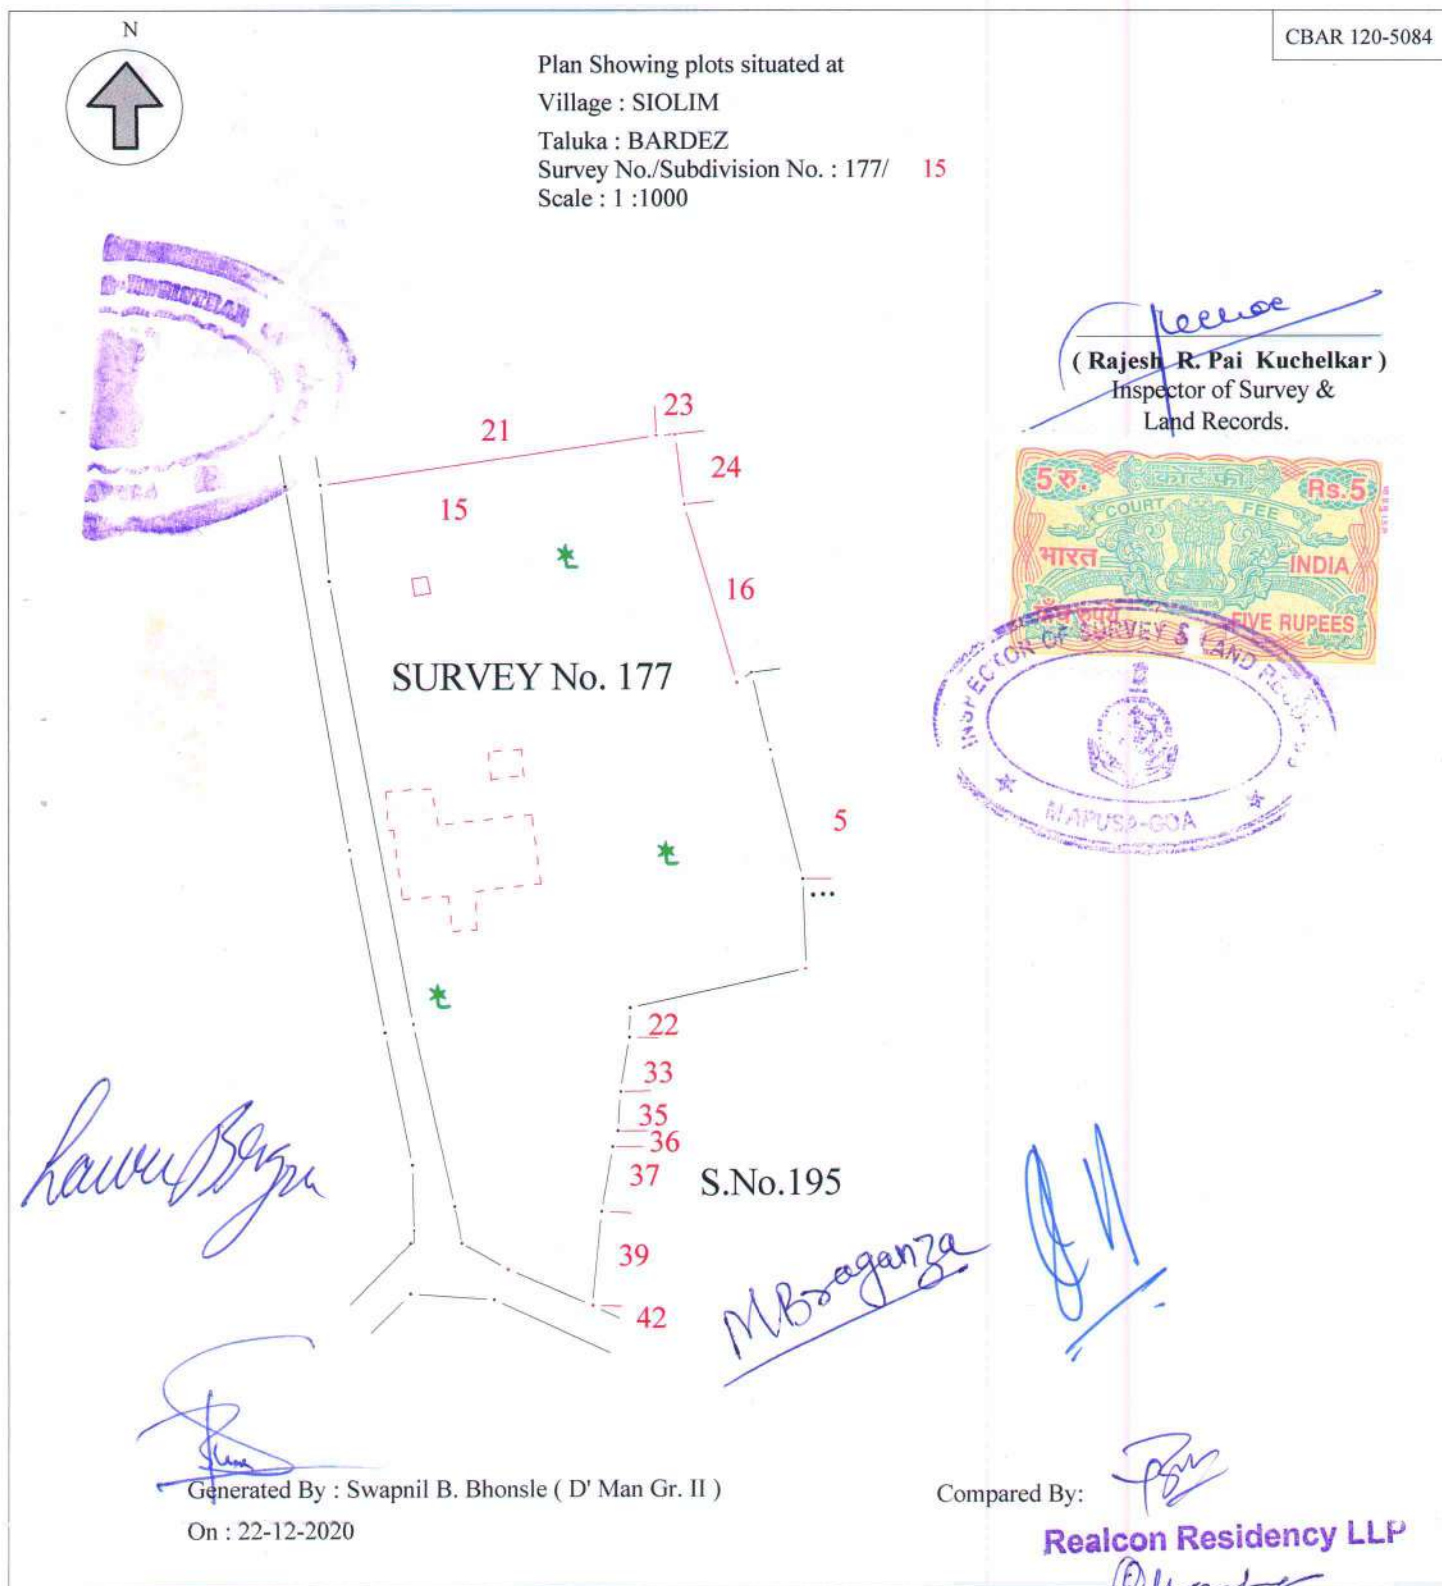 N
CBAR 120-5084
Plan Showing plots situated at
Village : SIOLIM
Taluka : BARDEZ
Survey No./Subdivision No. : 177/ 15
Scale : 1 :1000
( Rajesh R. Pai Kuchelkar )
Inspector of Survey &
Land Records.
5 रु.
कोर्ट फी
Rs.5
COURT FEE
भारत
INDIA
पाँच रुपये
FIVE RUPEES
INSPECTOR OF SURVEY & LAND RECORDS
MAPUSA-GOA
23
21
24
15
16
SURVEY No. 177
5
22
33
35
36
37
S.No.195
39
42
MBraganza
Generated By : Swapnil B. Bhonsle ( D' Man Gr. II )
On : 22-12-2020
Compared By:
Realcon Residency LLP